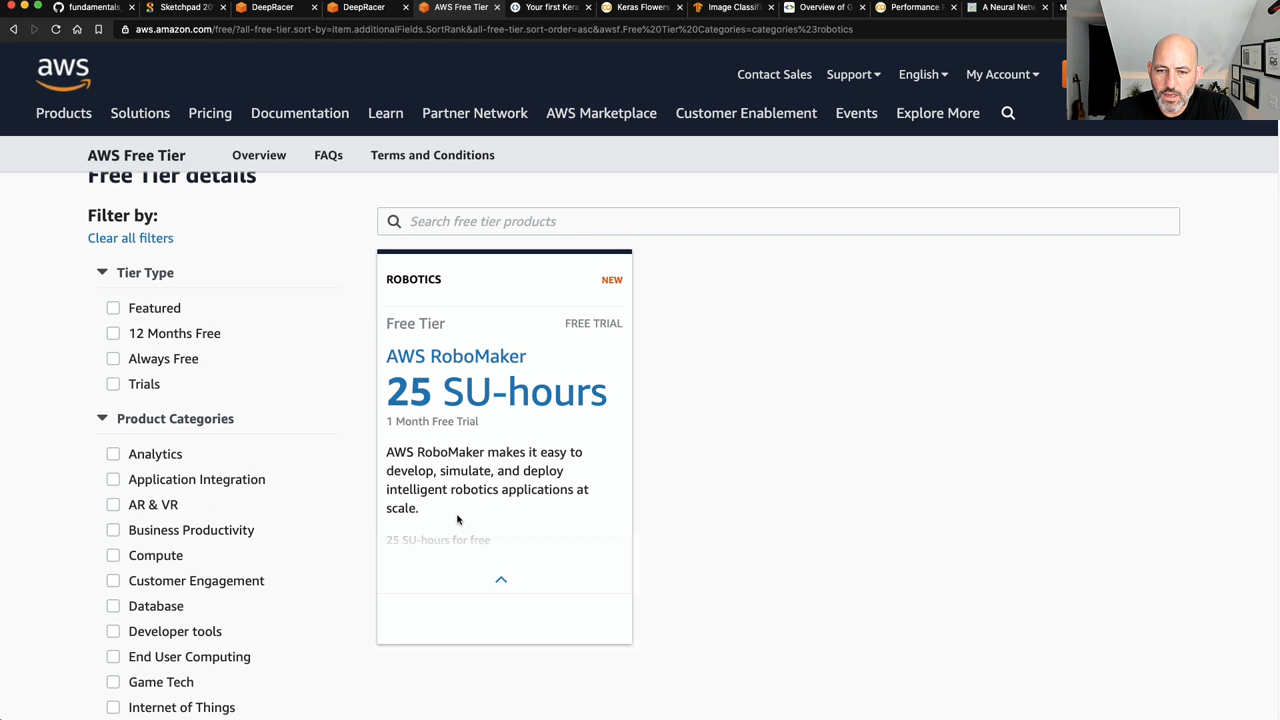 fundamentals_
Sketchpad 20
DeepRacer
DeepRacer
AWS Free Tier
Your first Kera
Keras Flowers
Image Classifi
Overview of G
Performance R
A Neural Netw
aws.amazon.com/free/?all-free-tier.sort-by=item.additionalFields.SortRank&all-free-tier.sort-order=asc&awsf.Free%20Tier%20Categories=categories%23robotics
aws
Contact Sales
Support
English
My Account
Products
Solutions
Pricing
Documentation
Learn
Partner Network
AWS Marketplace
Customer Enablement
Events
Explore More
AWS Free Tier
Overview
FAQs
Terms and Conditions
Free Tier details
Filter by:
Clear all filters
Search free tier products
Tier Type
Featured
12 Months Free
Always Free
Trials
Product Categories
Analytics
Application Integration
AR & VR
Business Productivity
Compute
Customer Engagement
Database
Developer tools
End User Computing
Game Tech
Internet of Things
ROBOTICS
NEW
Free Tier
FREE TRIAL
AWS RoboMaker
25 SU-hours
1 Month Free Trial
AWS RoboMaker makes it easy to
develop, simulate, and deploy
intelligent robotics applications at
scale.
25 SU-hours for free